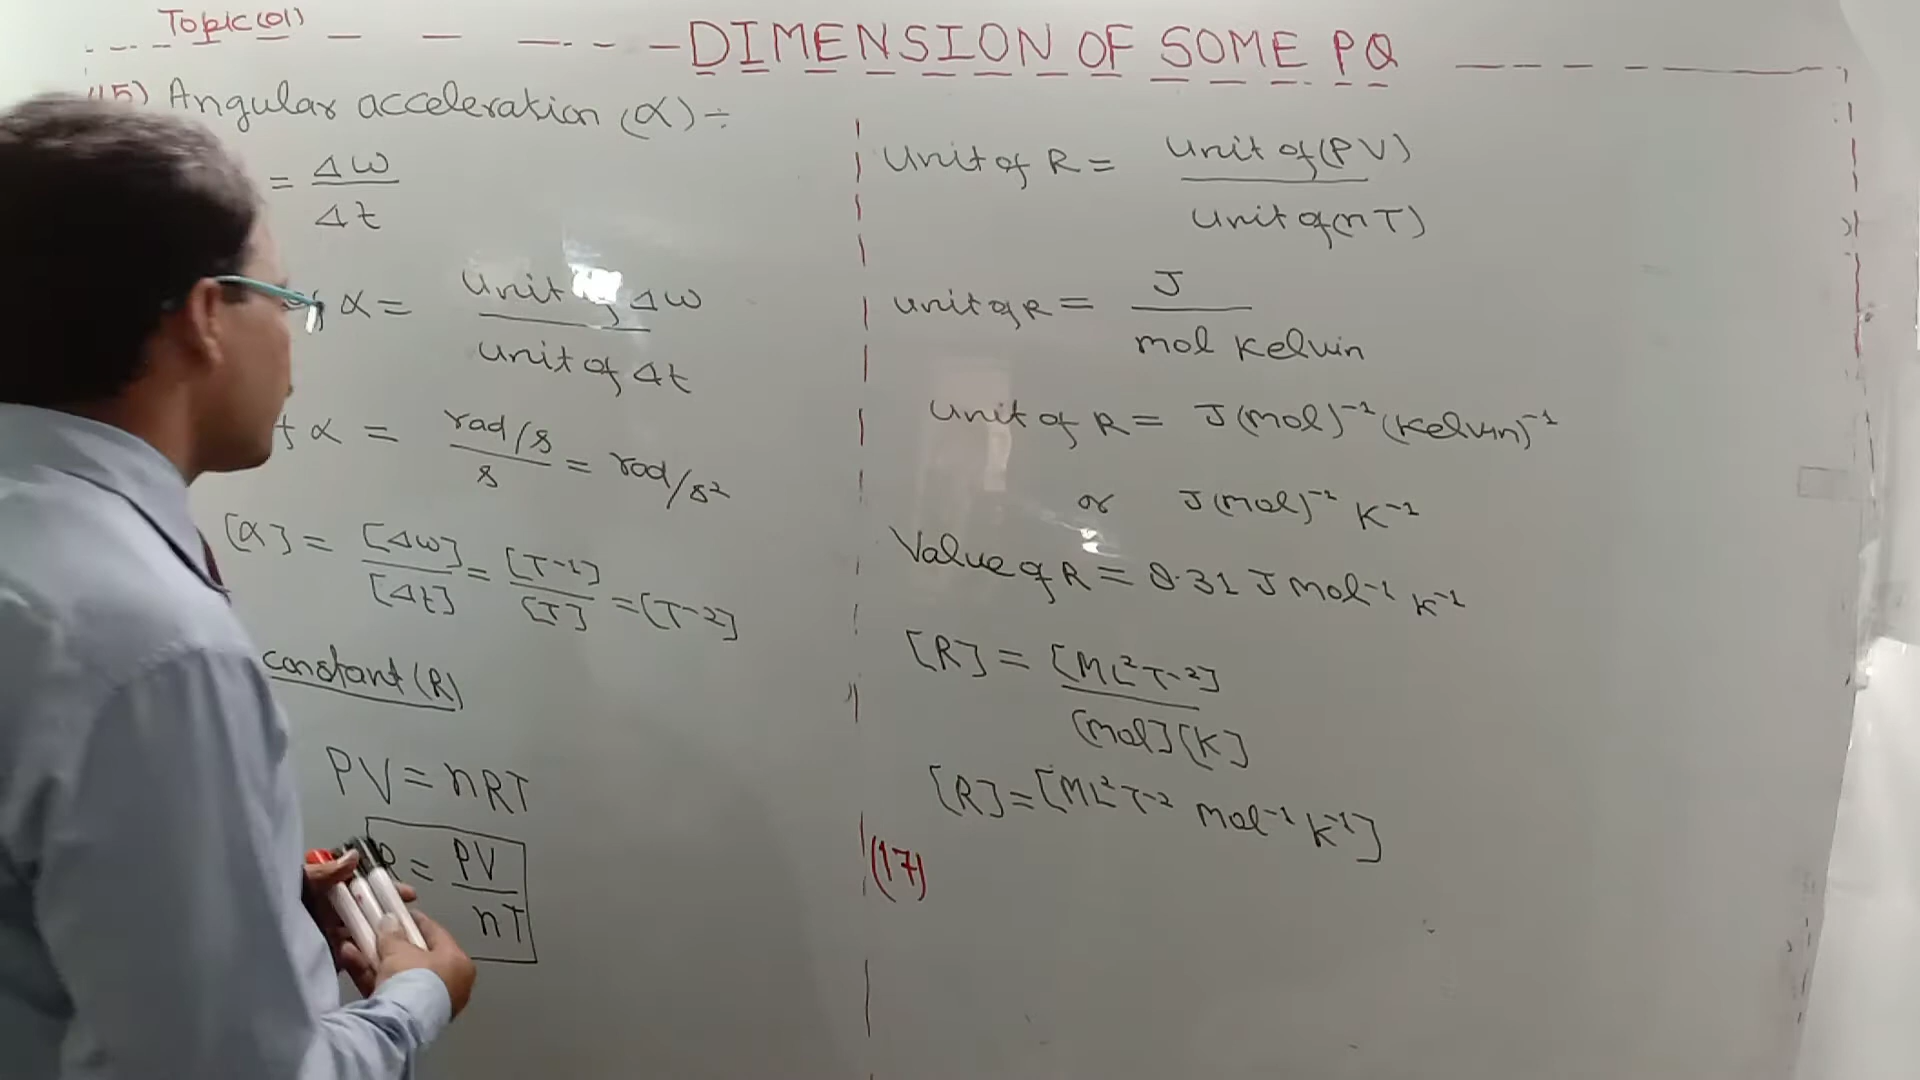 Topic(01)
DIMENSION OF SOME PQ
15) Angular acceleration (α) ÷
= Δω / Δt
α = Unit of Δω / Unit of Δt
α = rad/s / s = rad/s²
[α] = [Δω] / [Δt] = [T⁻¹] / [T] = [T⁻²]
constant (R)
PV = nRT
R = PV / nT
Unit of R = Unit of (PV) / Unit of (nT)
unit of R = J / mol Kelvin
Unit of R = J (mol)⁻¹ (Kelvin)⁻¹
or J (mol)⁻¹ K⁻¹
Value of R = 8.31 J mol⁻¹ K⁻¹
[R] = [ML²T⁻²] / [mol][K]
[R] = [ML²T⁻² mol⁻¹ K⁻¹]
(17)